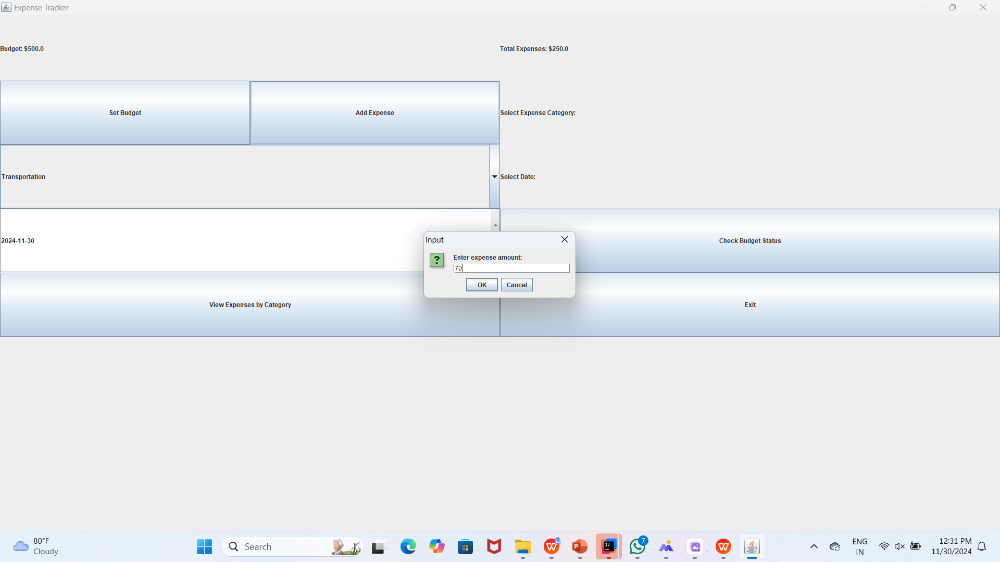 Expense Tracker
Budget: $500.0
Total Expenses: $250.0
Set Budget
Add Expense
Select Expense Category:
Transportation
Select Date:
2024-11-30
Check Budget Status
Input
?
Enter expense amount:
70
OK
Cancel
View Expenses by Category
Exit
80°F
Cloudy
Search
W
W
P
IJ
7
W
ENG
IN
12:31 PM
11/30/2024